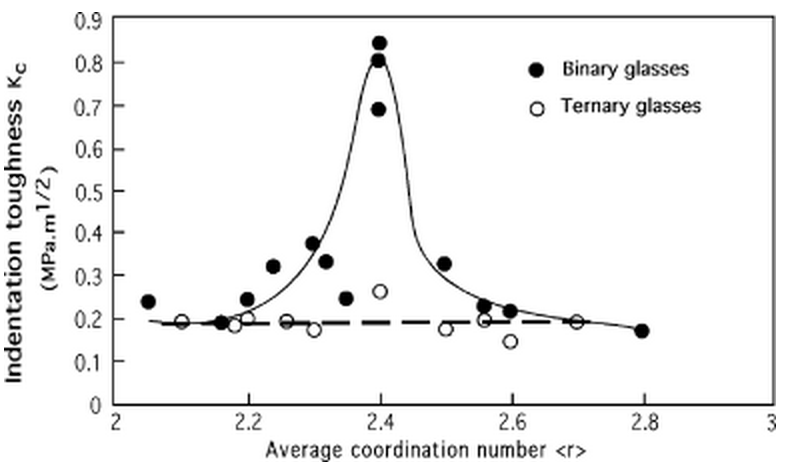 0.9
0.8
0.7
0.6
0.5
0.4
0.3
0.2
0.1
0
Indentation toughness Kc
(MPa.m1/2)
Binary glasses
Ternary glasses
2 2.2 2.4 2.6 2.8 3
Average coordination number <r>